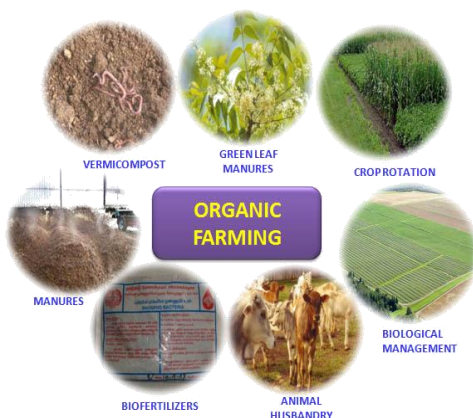 VERMICOMPOST
GREEN LEAF
MANURES
CROP ROTATION
ORGANIC
FARMING
MANURES
BIOLOGICAL
MANAGEMENT
BIOFERTILIZERS
ANIMAL
HUSBANDRY